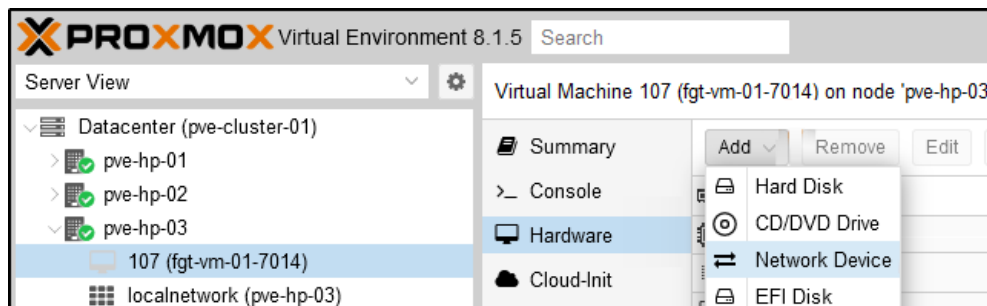 PROXMOX Virtual Environment 8.1.5 Search
Server View
Virtual Machine 107 (fgt-vm-01-7014) on node 'pve-hp-03
Datacenter (pve-cluster-01)
pve-hp-01
pve-hp-02
pve-hp-03
107 (fgt-vm-01-7014)
localnetwork (pve-hp-03)
Summary
Console
Hardware
Cloud-Init
Add Remove Edit
Hard Disk
CD/DVD Drive
Network Device
EFI Disk